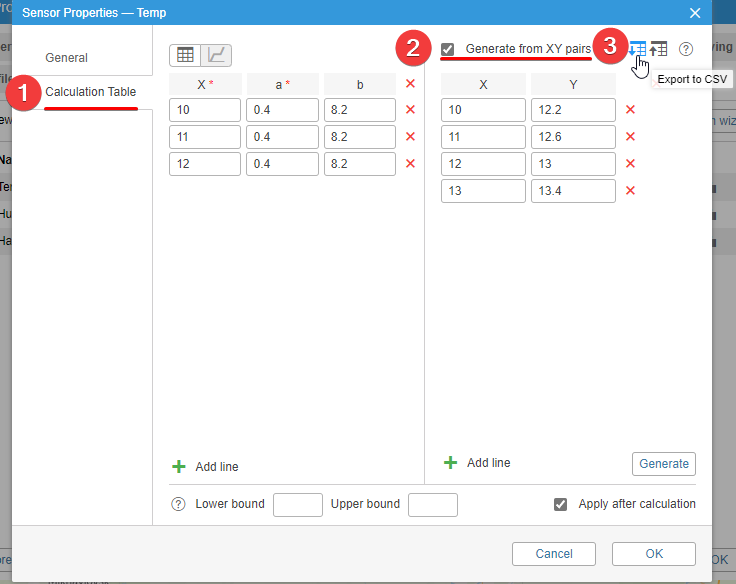 Sensor Properties — Temp
General
1 Calculation Table
2 Generate from XY pairs 3
Export to CSV
X * a * b
10 0.4 8.2
11 0.4 8.2
12 0.4 8.2
X Y
10 12.2
11 12.6
12 13
13 13.4
Add line
Add line
Generate
Lower bound Upper bound Apply after calculation
Cancel OK
OK